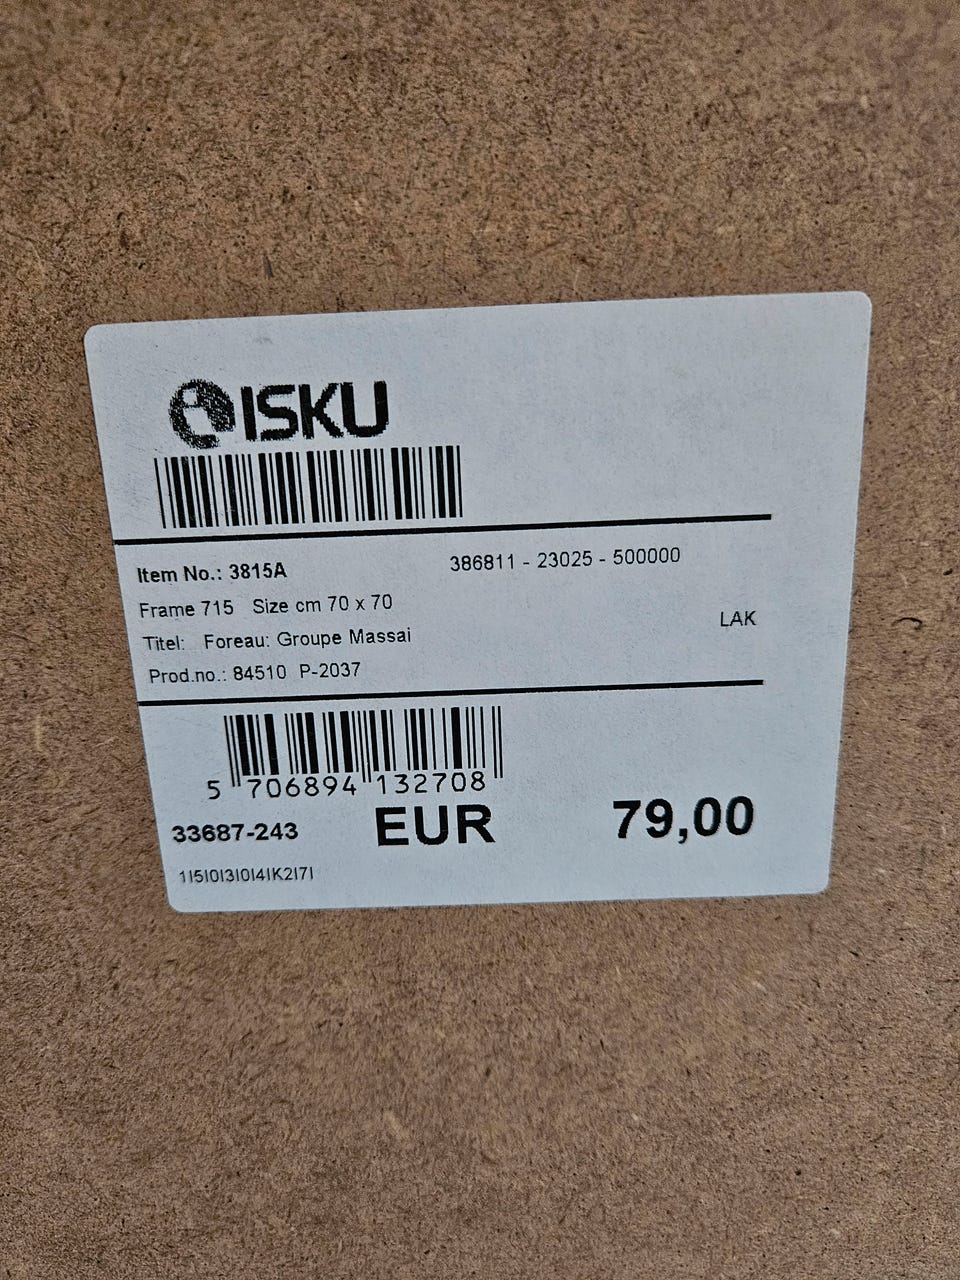 ISKU
Item No.: 3815A 386811 - 23025 - 500000
Frame 715 Size cm 70 x 70
LAK
Titel: Foreau: Groupe Massai
Prod.no.: 84510 P-2037
5 706894 132708
33687-243 EUR 79,00
1|5|0|3|0|4|K2|7|